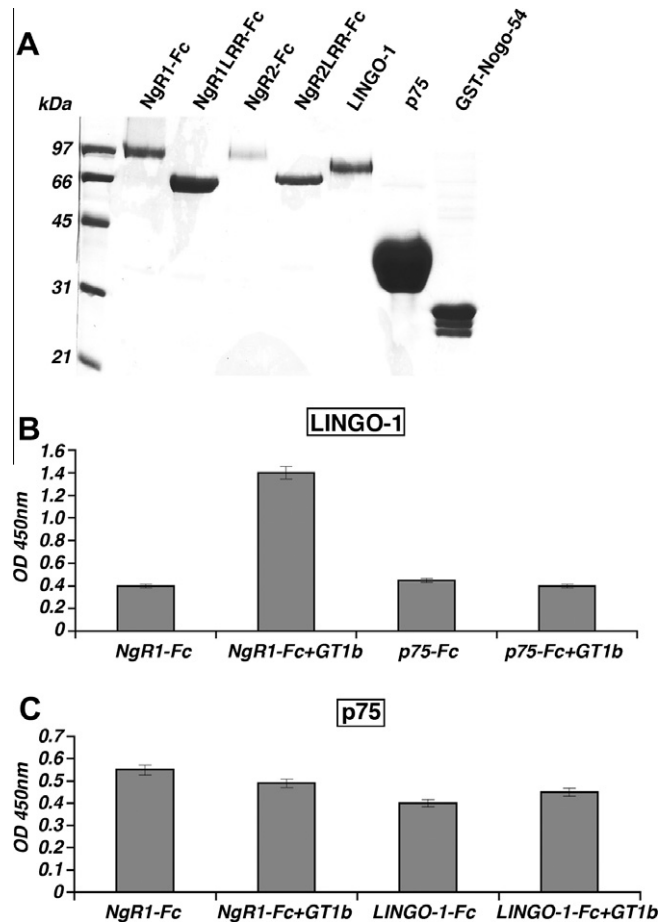 A
NgR1-Fc
NgR1LRR-Fc
NgR2-Fc
NgR2LRR-Fc
LINGO-1
p75
GST-Nogo-54
kDa
97
66
45
31
21
B
LINGO-1
1.6
1.4
1.2
1.0
0.8
0.6
0.4
0.2
0
OD 450nm
NgR1-Fc NgR1-Fc+GT1b p75-Fc p75-Fc+GT1b
C
p75
0.7
0.6
0.5
0.4
0.3
0.2
0.1
0
OD 450nm
NgR1-Fc NgR1-Fc+GT1b LINGO-1-Fc LINGO-1-Fc+GT1b